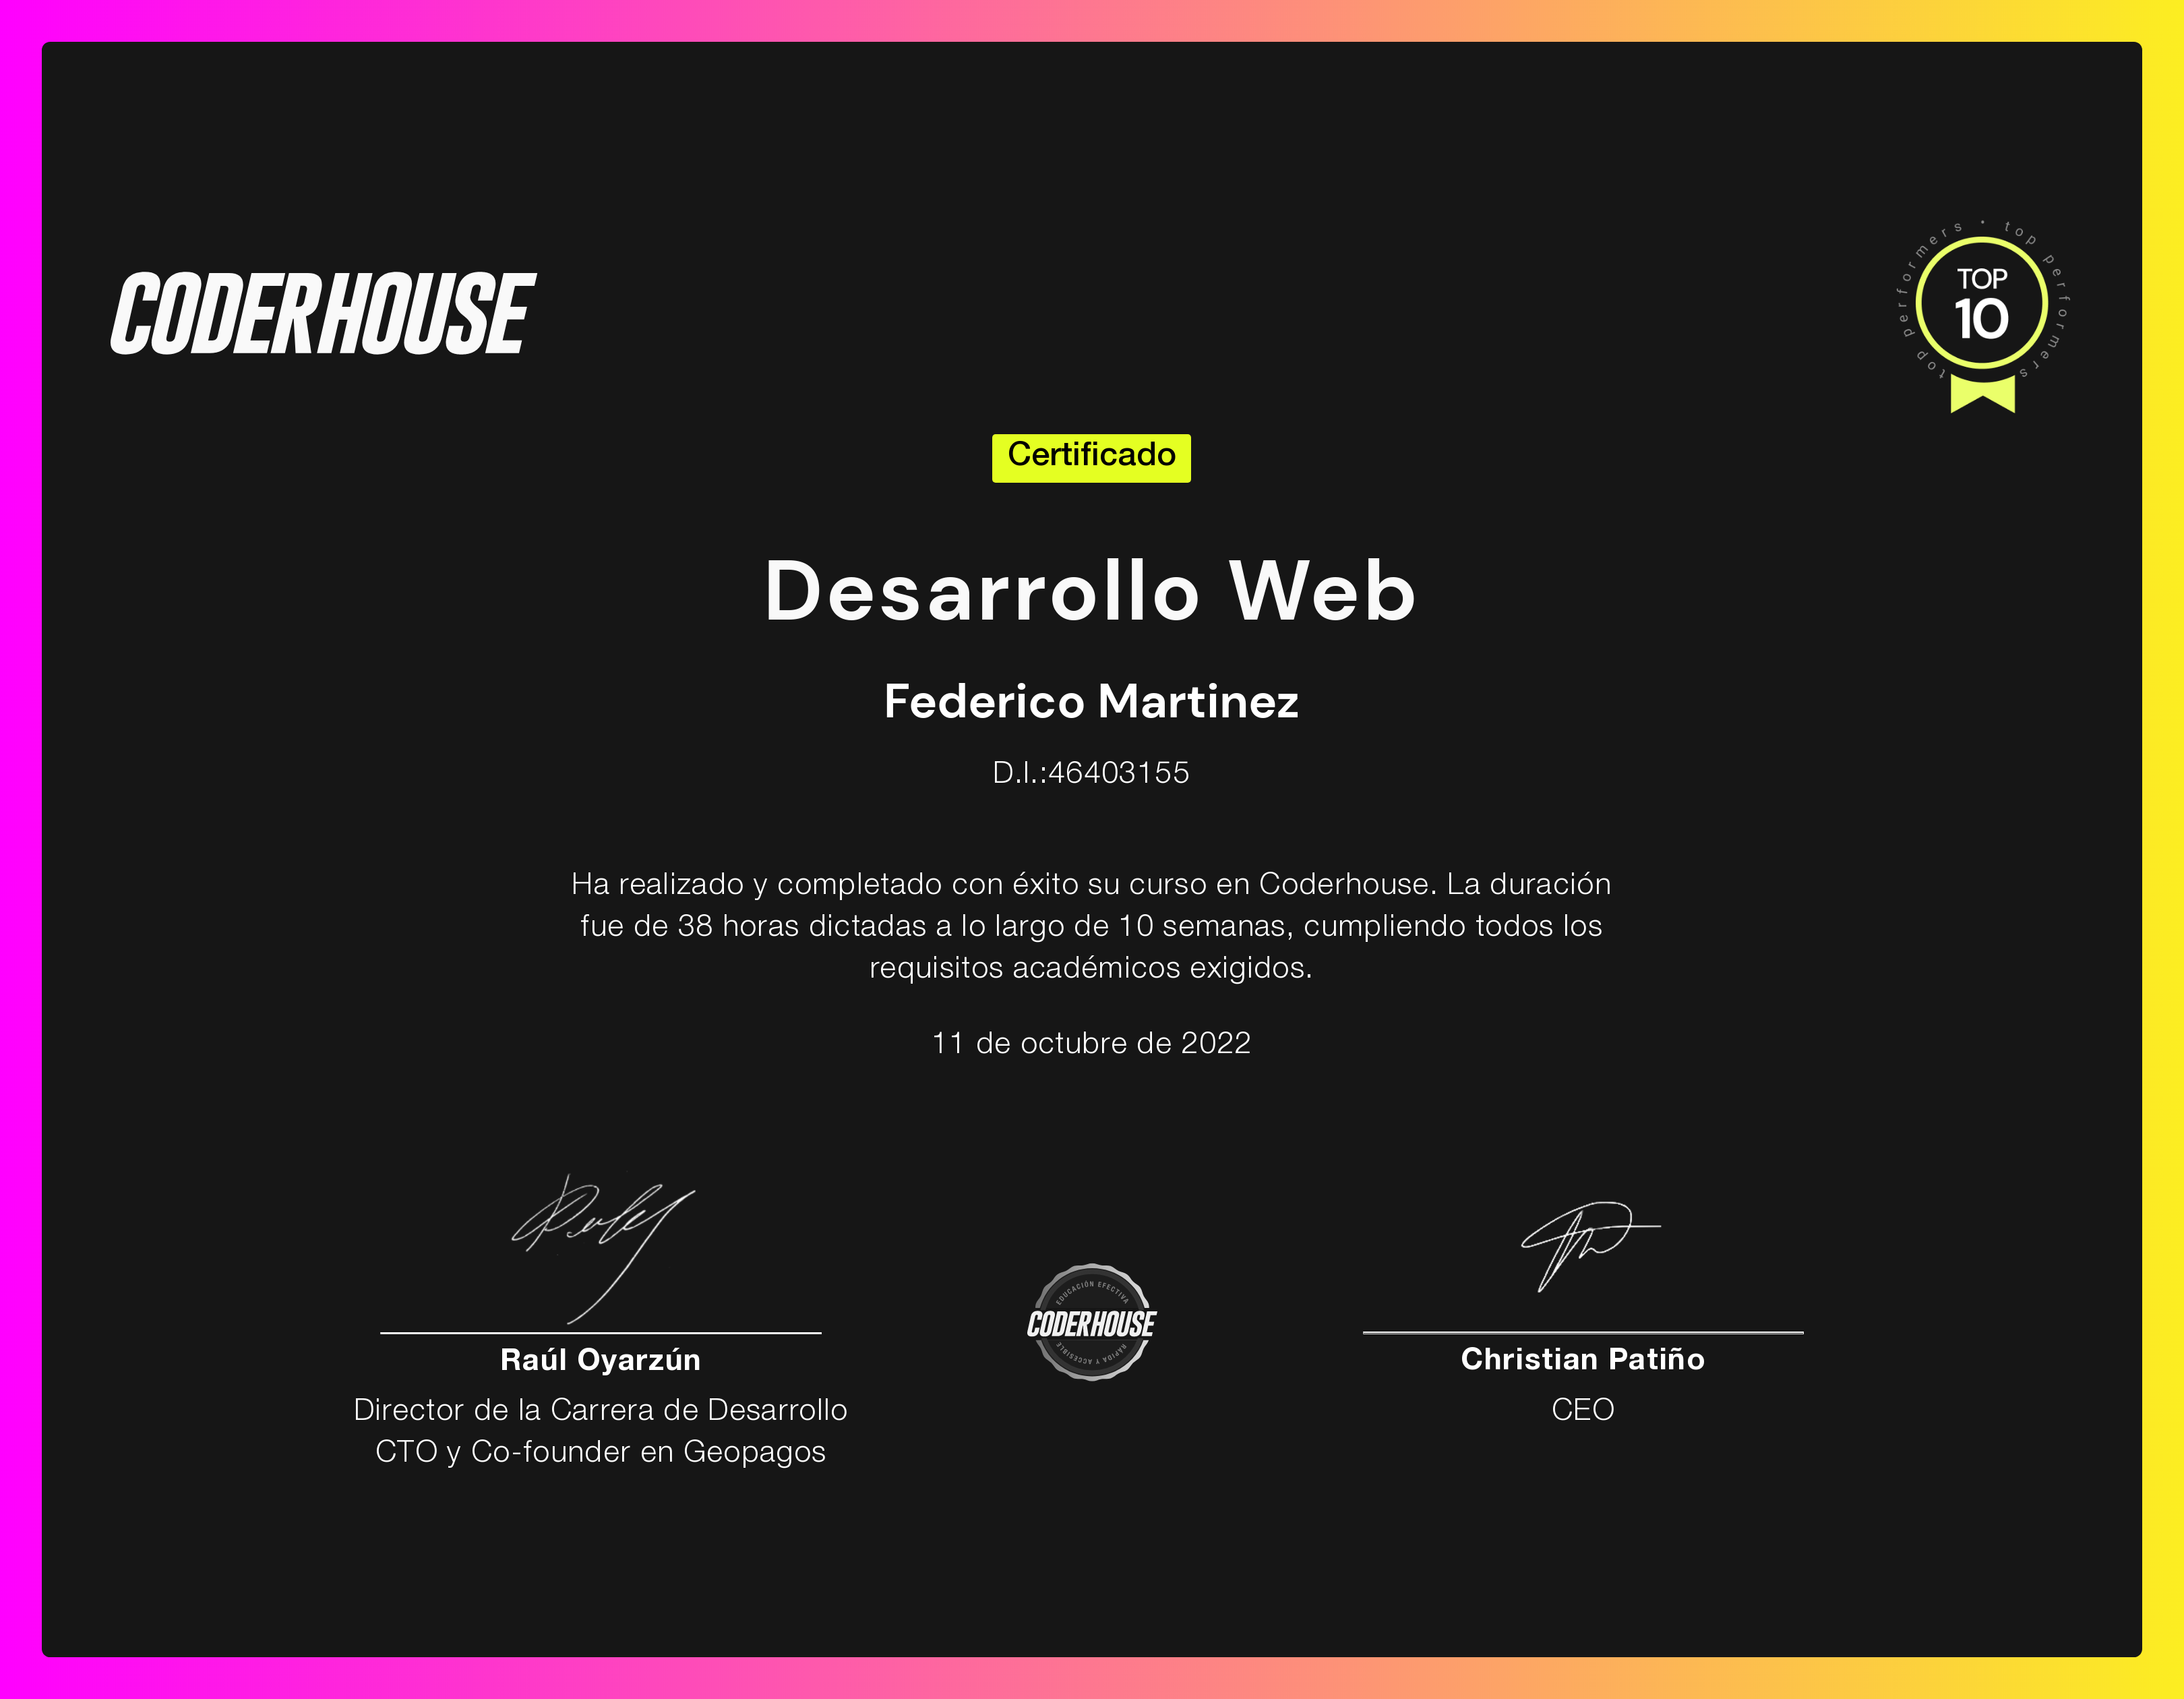 CODERHOUSE
top performers • top performers
TOP
10
Certificado
Desarrollo Web
Federico Martinez
D.I.:46403155
Ha realizado y completado con éxito su curso en Coderhouse. La duración
fue de 38 horas dictadas a lo largo de 10 semanas, cumpliendo todos los
requisitos académicos exigidos.
11 de octubre de 2022
EDUCACIÓN EFECTIVA
CODERHOUSE
RAPIDA Y ACCESIBLE
Raúl Oyarzún
Director de la Carrera de Desarrollo
CTO y Co-founder en Geopagos
Christian Patiño
CEO